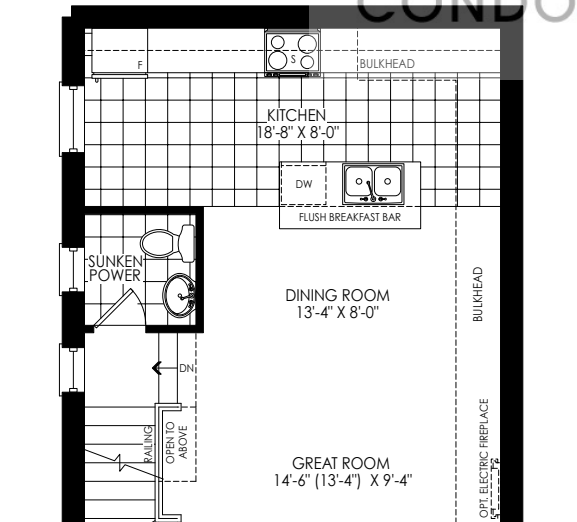 CONDO
F
S
BULKHEAD
KITCHEN
18'-8" X 8'-0"
DW
FLUSH BREAKFAST BAR
SUNKEN
POWER
DINING ROOM
13'-4" X 8'-0"
BULKHEAD
DN
RAILING
OPEN TO
ABOVE
GREAT ROOM
14'-6" (13'-4") X 9'-4"
OPT. ELECTRIC FIREPLACE